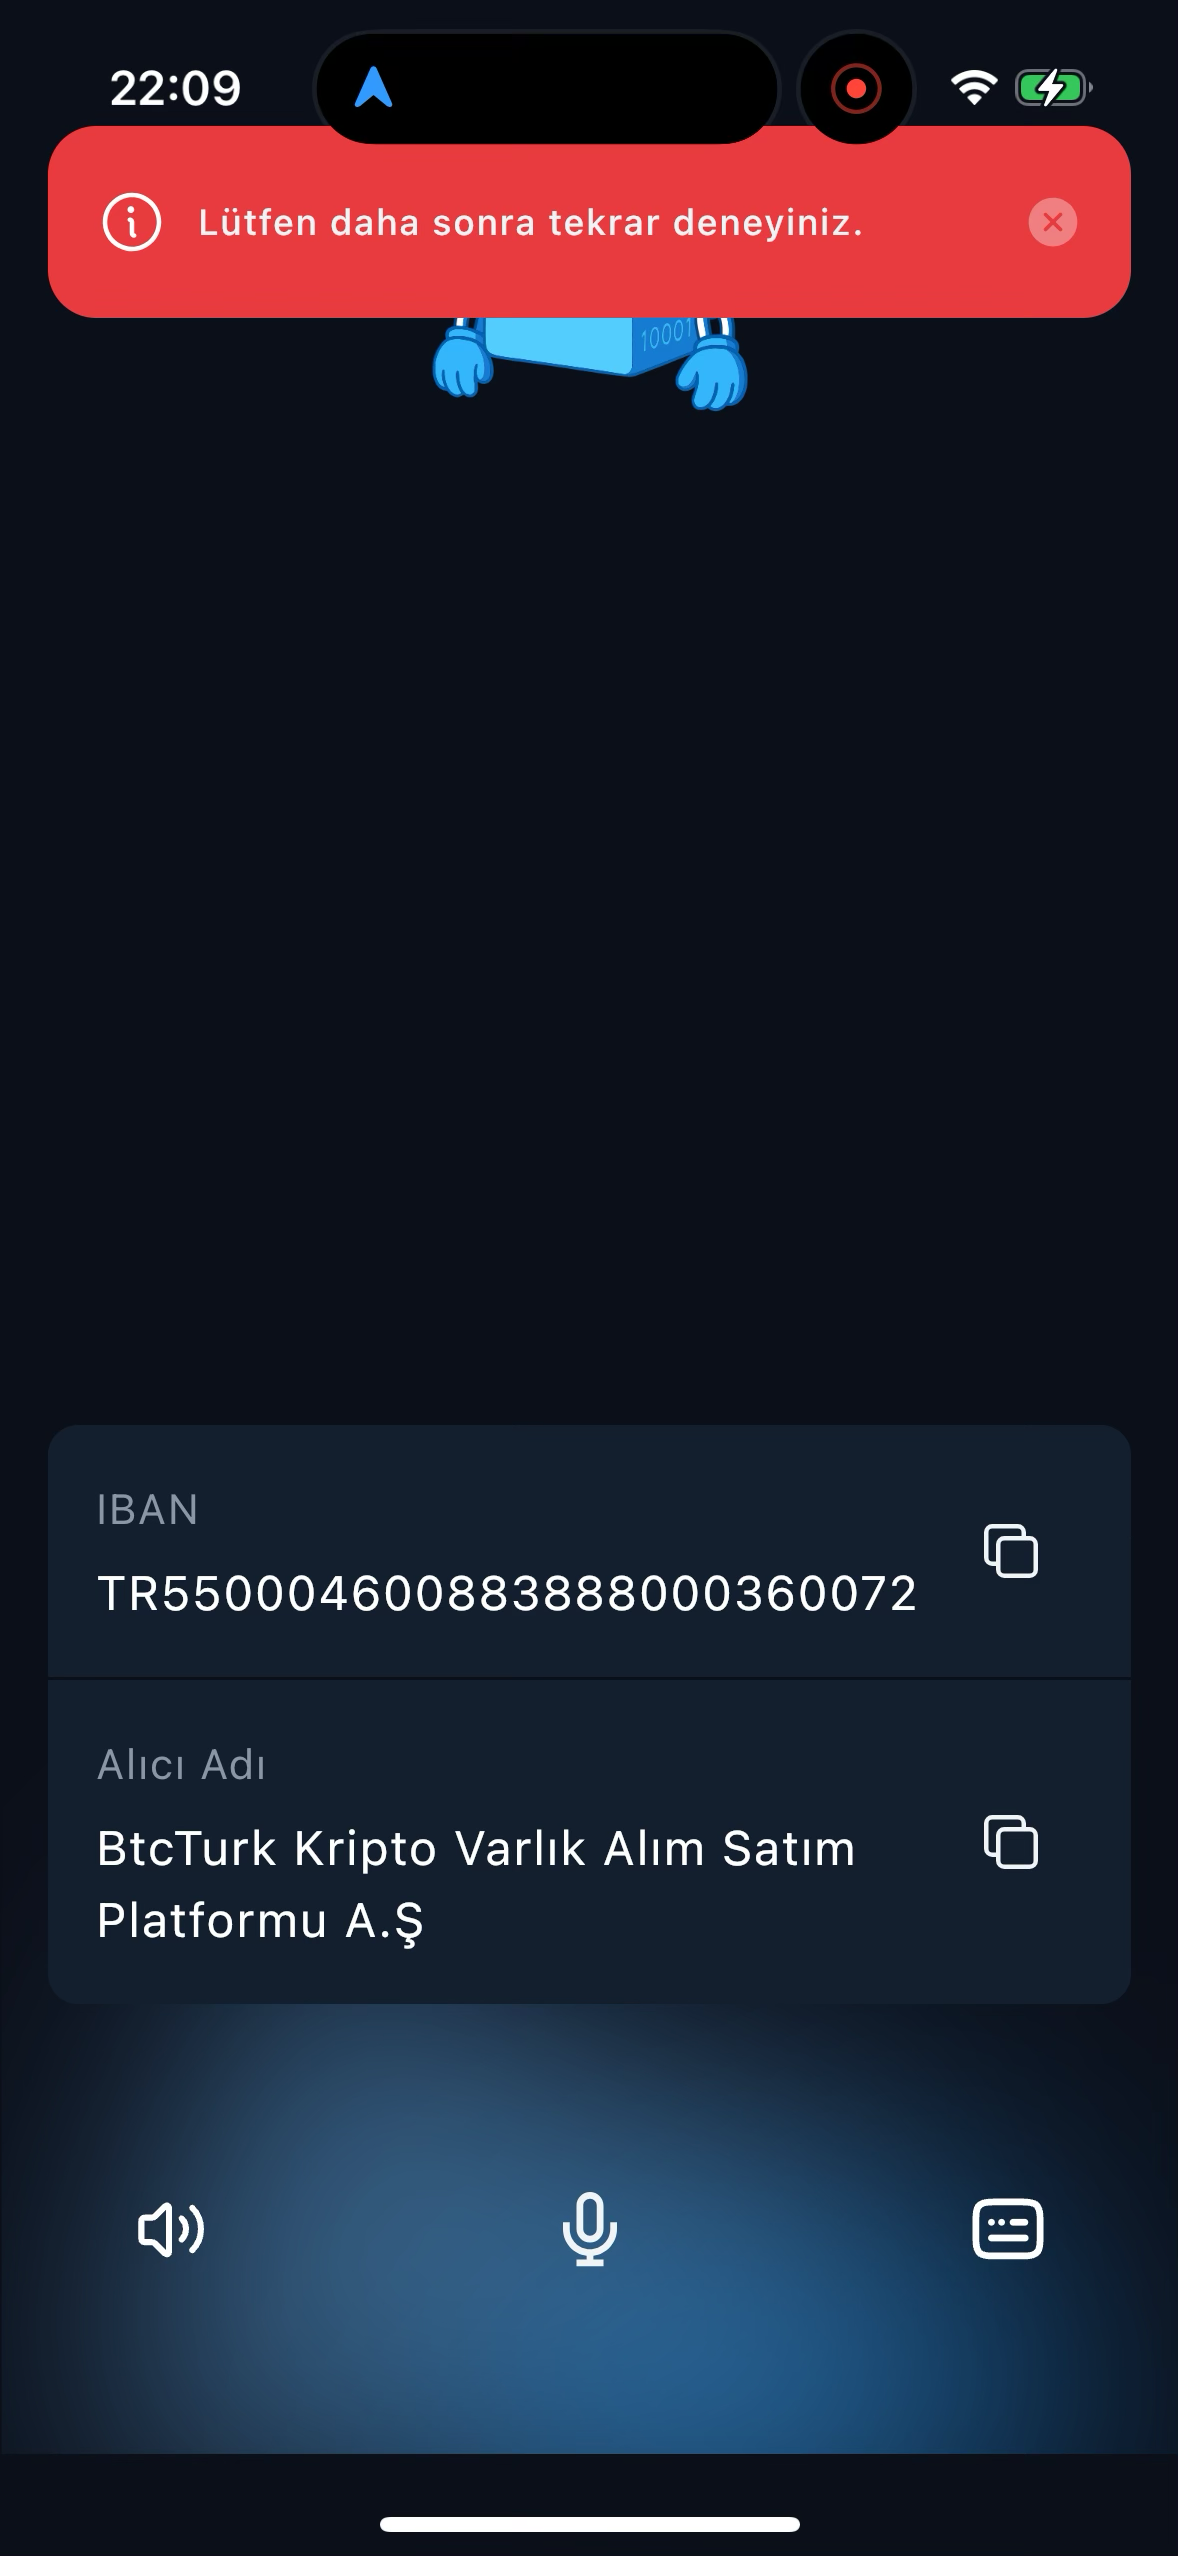 22:09
Lütfen daha sonra tekrar deneyiniz.
10001
IBAN
TR550004600883888000360072
Alıcı Adı
BtcTurk Kripto Varlık Alım Satım
Platformu A.Ş